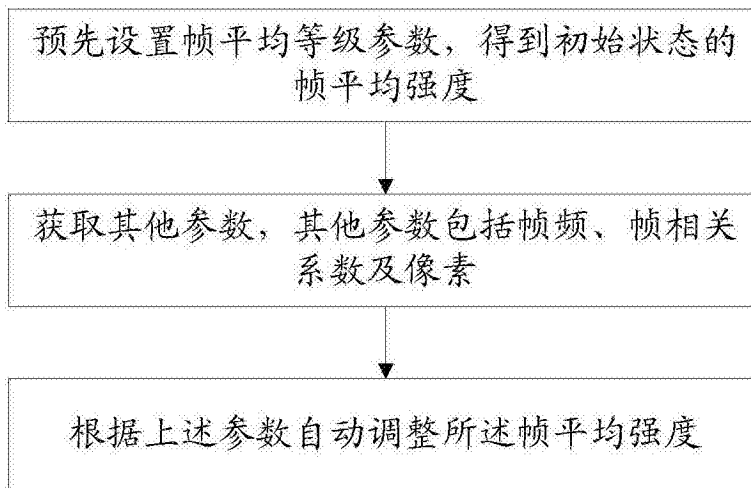 预先设置帧平均等级参数，得到初始状态的
帧平均强度
获取其他参数，其他参数包括帧频、帧相关
系数及像素
根据上述参数自动调整所述帧平均强度